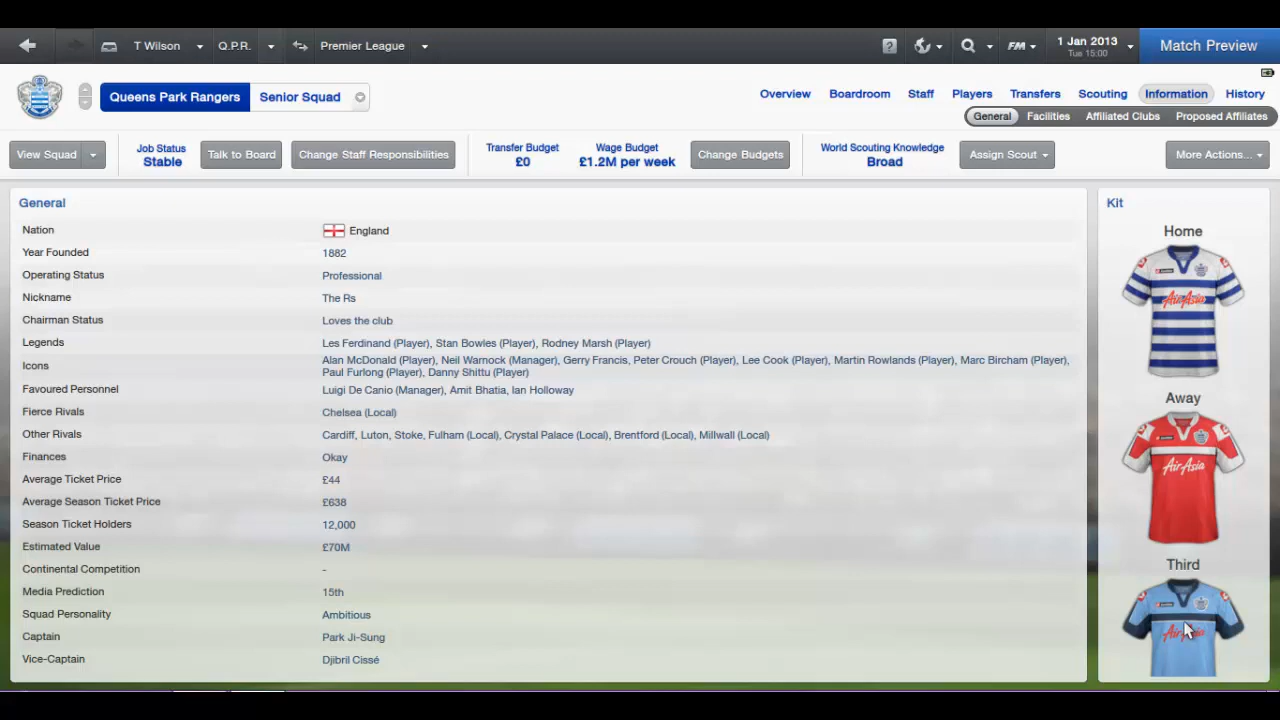 T Wilson Q.P.R. Premier League ? FM 1 Jan 2013 Match Preview
Tue 15:00
Queens Park Rangers Senior Squad Overview Boardroom Staff Players Transfers Scouting Information History
General Facilities Affiliated Clubs Proposed Affiliates
View Squad Job Status Talk to Board Change Staff Responsibilities Transfer Budget Wage Budget Change Budgets World Scouting Knowledge Assign Scout More Actions...
Stable £0 £1.2M per week Broad
General Kit
Nation England Home
Year Founded 1882
Operating Status Professional
Nickname The Rs
AirAsia
Chairman Status Loves the club
Legends Les Ferdinand (Player), Stan Bowles (Player), Rodney Marsh (Player)
Icons Alan McDonald (Player), Neil Warnock (Manager), Gerry Francis, Peter Crouch (Player), Lee Cook (Player), Martin Rowlands (Player), Marc Bircham (Player),
Paul Furlong (Player), Danny Shittu (Player)
Favoured Personnel Luigi De Canio (Manager), Amit Bhatia, Ian Holloway
Away
Fierce Rivals Chelsea (Local)
Other Rivals Cardiff, Luton, Stoke, Fulham (Local), Crystal Palace (Local), Brentford (Local), Millwall (Local)
Finances Okay
AirAsia
Average Ticket Price £44
Average Season Ticket Price £638
Season Ticket Holders 12,000
Estimated Value £70M
Continental Competition - Third
Media Prediction 15th
Squad Personality Ambitious
AirAsia
Captain Park Ji-Sung
Vice-Captain Djibril Cissé